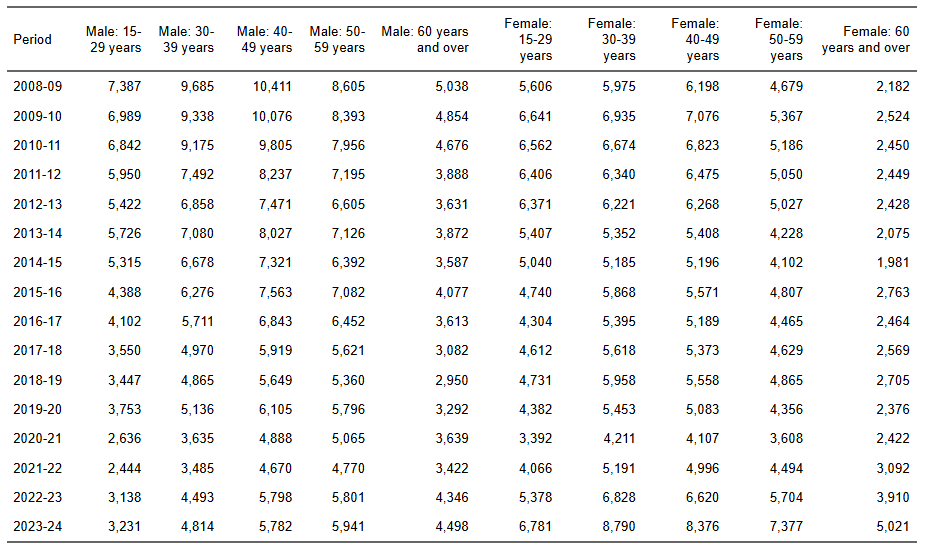 Period Male: 15-29 years Male: 30-39 years Male: 40-49 years Male: 50-59 years Male: 60 years and over Female: 15-29 years Female: 30-39 years Female: 40-49 years Female: 50-59 years Female: 60 years and over
2008-09 7,387 9,685 10,411 8,605 5,038 5,606 5,975 6,198 4,679 2,182
2009-10 6,989 9,338 10,076 8,393 4,854 6,641 6,935 7,076 5,367 2,524
2010-11 6,842 9,175 9,805 7,956 4,676 6,562 6,674 6,823 5,186 2,450
2011-12 5,950 7,492 8,237 7,195 3,888 6,406 6,340 6,475 5,050 2,449
2012-13 5,422 6,858 7,471 6,605 3,631 6,371 6,221 6,268 5,027 2,428
2013-14 5,726 7,080 8,027 7,126 3,872 5,407 5,352 5,408 4,228 2,075
2014-15 5,315 6,678 7,321 6,392 3,587 5,040 5,185 5,196 4,102 1,981
2015-16 4,388 6,276 7,563 7,082 4,077 4,740 5,868 5,571 4,807 2,763
2016-17 4,102 5,711 6,843 6,452 3,613 4,304 5,395 5,189 4,465 2,464
2017-18 3,550 4,970 5,919 5,621 3,082 4,612 5,618 5,373 4,629 2,569
2018-19 3,447 4,865 5,649 5,360 2,950 4,731 5,958 5,558 4,865 2,705
2019-20 3,753 5,136 6,105 5,796 3,292 4,382 5,453 5,083 4,356 2,376
2020-21 2,636 3,635 4,888 5,065 3,639 3,392 4,211 4,107 3,608 2,422
2021-22 2,444 3,485 4,670 4,770 3,422 4,066 5,191 4,996 4,494 3,092
2022-23 3,138 4,493 5,798 5,801 4,346 5,378 6,828 6,620 5,704 3,910
2023-24 3,231 4,814 5,782 5,941 4,498 6,781 8,790 8,376 7,377 5,021